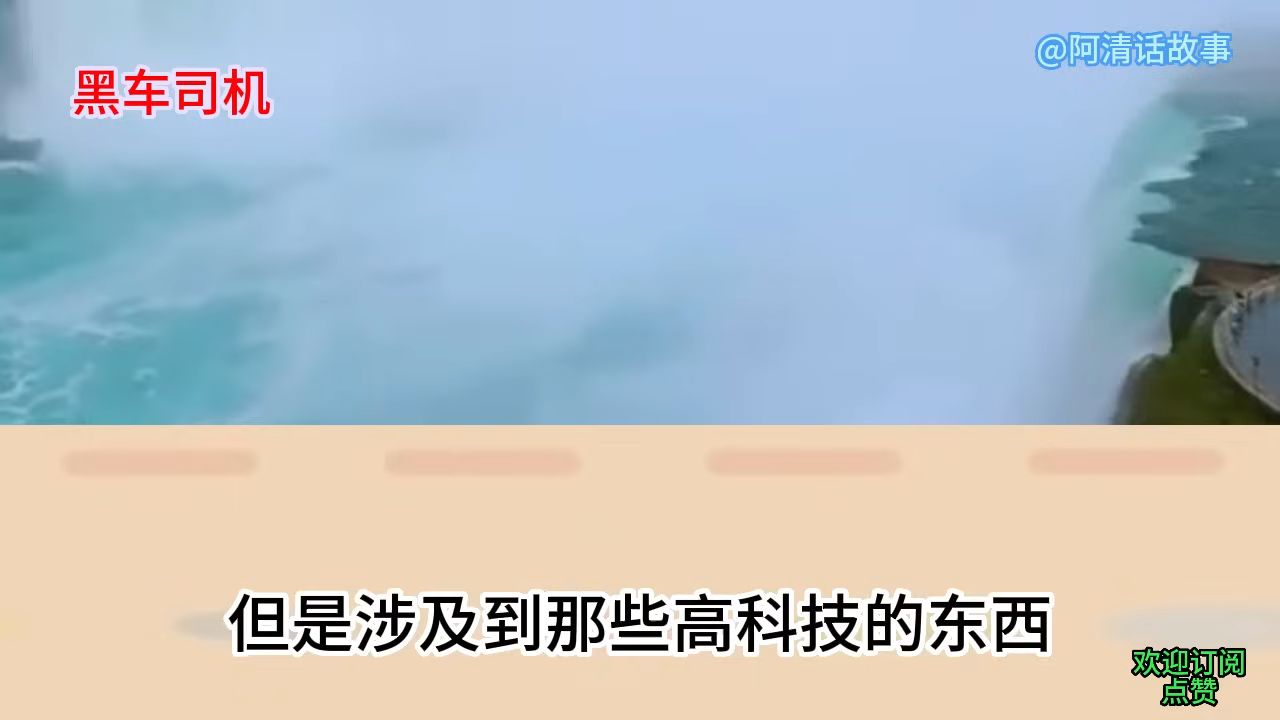 @阿清话故事
黑车司机
但是涉及到那些高科技的东西
欢迎订阅
点赞